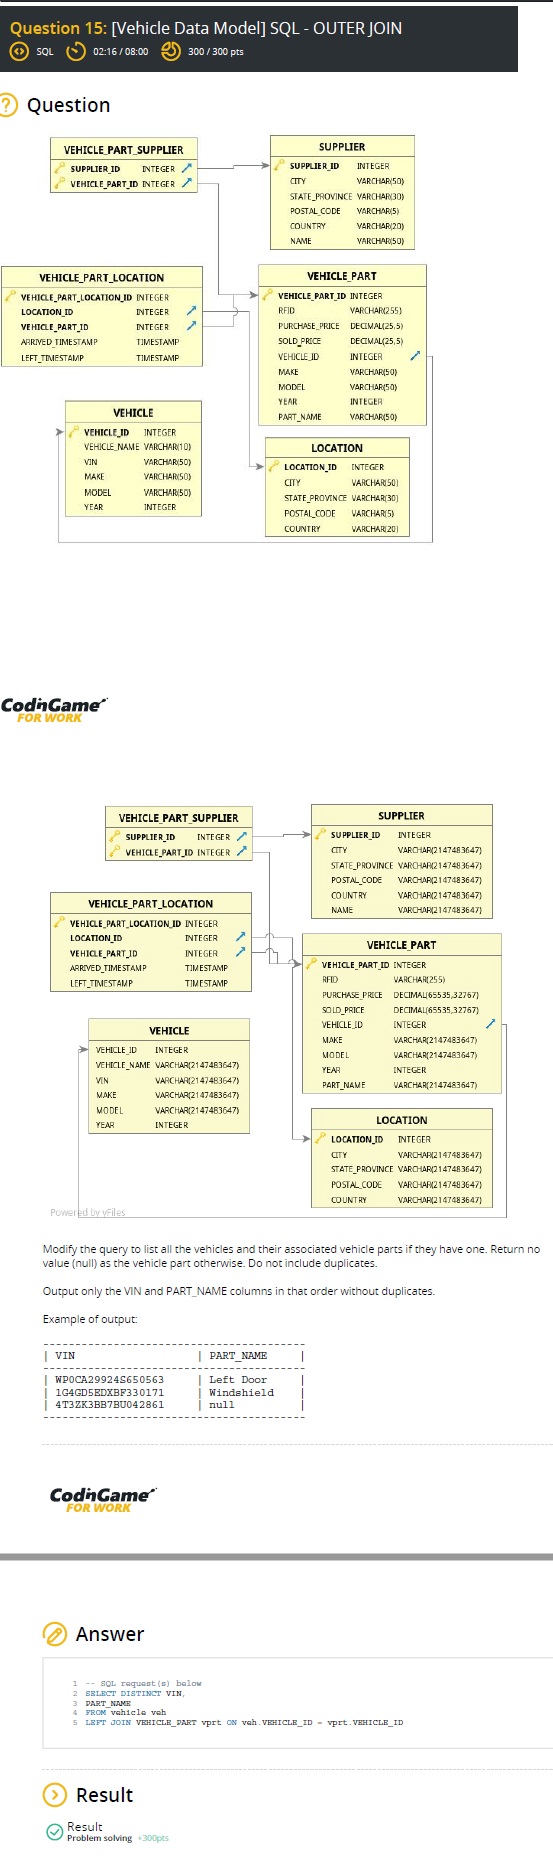 Question 15: [Vehicle Data Model] SQL - OUTER JOIN
SQL 02:16 / 08:00 300 / 300 pts
? Question
VEHICLE_PART_SUPPLIER
SUPPLIER_ID INTEGER
VEHICLE_PART_ID INTEGER
SUPPLIER
SUPPLIER_ID INTEGER
CITY VARCHAR(50)
STATE_PROVINCE VARCHAR(30)
POSTAL_CODE VARCHAR(5)
COUNTRY VARCHAR(20)
NAME VARCHAR(50)
VEHICLE_PART_LOCATION
VEHICLE_PART_LOCATION_ID INTEGER
LOCATION_ID INTEGER
VEHICLE_PART_ID INTEGER
ARRIVED_TIMESTAMP TIMESTAMP
LEFT_TIMESTAMP TIMESTAMP
VEHICLE_PART
VEHICLE_PART_ID INTEGER
RFID VARCHAR(255)
PURCHASE_PRICE DECIMAL(25,5)
SOLD_PRICE DECIMAL(25,5)
VEHICLE_ID INTEGER
MAKE VARCHAR(50)
MODEL VARCHAR(50)
YEAR INTEGER
PART_NAME VARCHAR(50)
VEHICLE
VEHICLE_ID INTEGER
VEHICLE_NAME VARCHAR(10)
VIN VARCHAR(50)
MAKE VARCHAR(50)
MODEL VARCHAR(50)
YEAR INTEGER
LOCATION
LOCATION_ID INTEGER
CITY VARCHAR(50)
STATE_PROVINCE VARCHAR(30)
POSTAL_CODE VARCHAR(5)
COUNTRY VARCHAR(20)
CodinGame
FOR WORK
VEHICLE_PART_SUPPLIER
SUPPLIER_ID INTEGER
VEHICLE_PART_ID INTEGER
SUPPLIER
SUPPLIER_ID INTEGER
CITY VARCHAR(2147483647)
STATE_PROVINCE VARCHAR(2147483647)
POSTAL_CODE VARCHAR(2147483647)
COUNTRY VARCHAR(2147483647)
NAME VARCHAR(2147483647)
VEHICLE_PART_LOCATION
VEHICLE_PART_LOCATION_ID INTEGER
LOCATION_ID INTEGER
VEHICLE_PART_ID INTEGER
ARRIVED_TIMESTAMP TIMESTAMP
LEFT_TIMESTAMP TIMESTAMP
VEHICLE_PART
VEHICLE_PART_ID INTEGER
RFID VARCHAR(255)
PURCHASE_PRICE DECIMAL(65535,32767)
SOLD_PRICE DECIMAL(65535,32767)
VEHICLE_ID INTEGER
MAKE VARCHAR(2147483647)
MODEL VARCHAR(2147483647)
YEAR INTEGER
PART_NAME VARCHAR(2147483647)
VEHICLE
VEHICLE_ID INTEGER
VEHICLE_NAME VARCHAR(2147483647)
VIN VARCHAR(2147483647)
MAKE VARCHAR(2147483647)
MODEL VARCHAR(2147483647)
YEAR INTEGER
LOCATION
LOCATION_ID INTEGER
CITY VARCHAR(2147483647)
STATE_PROVINCE VARCHAR(2147483647)
POSTAL_CODE VARCHAR(2147483647)
COUNTRY VARCHAR(2147483647)
Powered by yFiles
Modify the query to list all the vehicles and their associated vehicle parts if they have one. Return no
value (null) as the vehicle part otherwise. Do not include duplicates.
Output only the VIN and PART_NAME columns in that order without duplicates.
Example of output:
| VIN | PART_NAME |
| WP0CA29924S650563 | Left Door |
| 1G4GD5EDXBF330171 | Windshield |
| 4T3ZK3BB7BU042861 | null |
CodinGame
FOR WORK
Answer
1 -- SQL request(s) below
2 SELECT DISTINCT VIN,
3 PART_NAME
4 FROM vehicle veh
5 LEFT JOIN VEHICLE_PART vprt ON veh.VEHICLE_ID = vprt.VEHICLE_ID
Result
Result
Problem solving +300pts